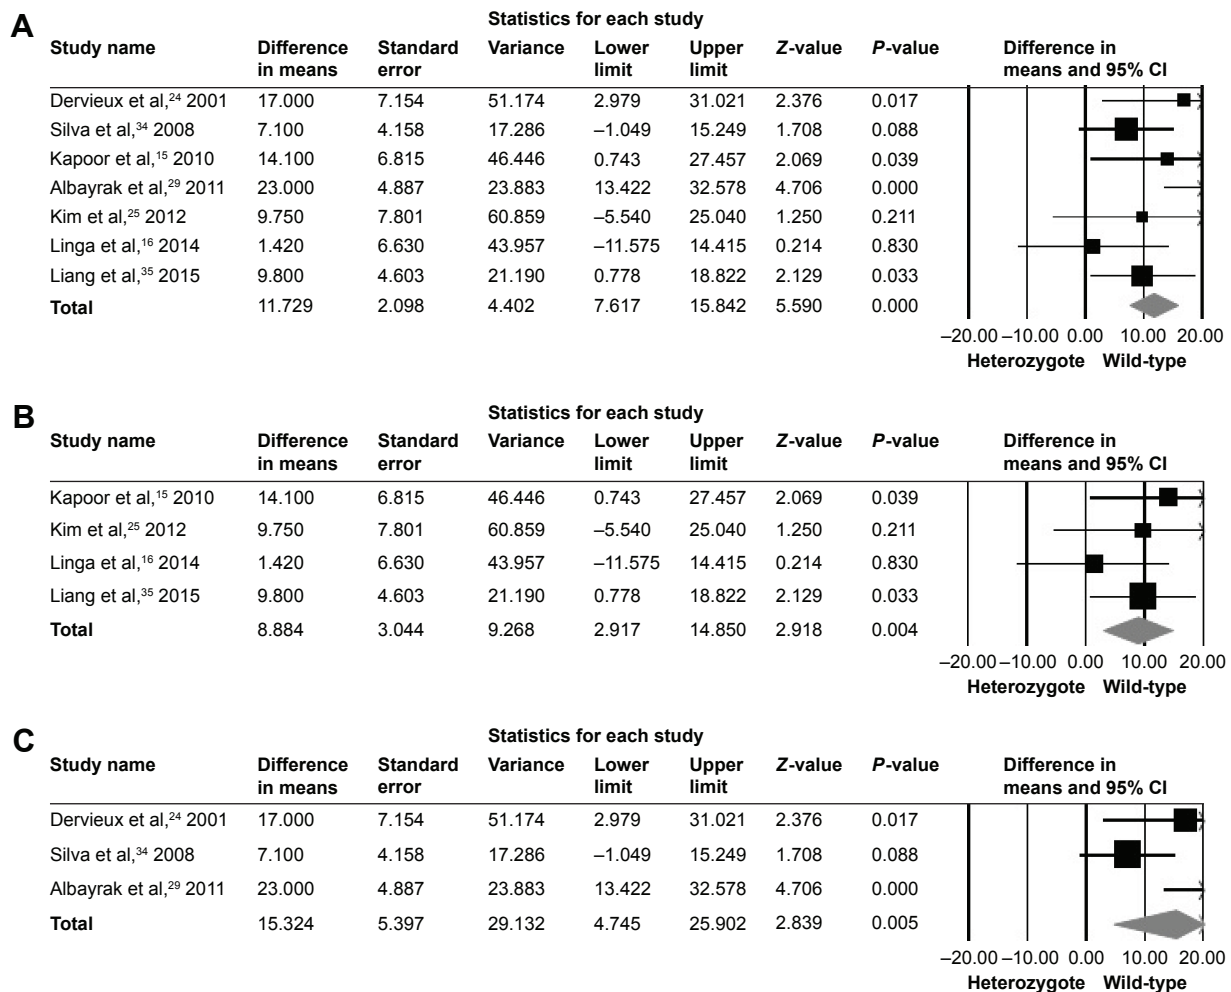 A
Statistics for each study
Study name Difference in means Standard error Variance Lower limit Upper limit Z-value P-value Difference in means and 95% CI
Dervieux et al,24 2001 17.000 7.154 51.174 2.979 31.021 2.376 0.017
Silva et al,34 2008 7.100 4.158 17.286 –1.049 15.249 1.708 0.088
Kapoor et al,15 2010 14.100 6.815 46.446 0.743 27.457 2.069 0.039
Albayrak et al,29 2011 23.000 4.887 23.883 13.422 32.578 4.706 0.000
Kim et al,25 2012 9.750 7.801 60.859 –5.540 25.040 1.250 0.211
Linga et al,16 2014 1.420 6.630 43.957 –11.575 14.415 0.214 0.830
Liang et al,35 2015 9.800 4.603 21.190 0.778 18.822 2.129 0.033
Total 11.729 2.098 4.402 7.617 15.842 5.590 0.000
–20.00 –10.00 0.00 10.00 20.00
Heterozygote Wild-type
B
Statistics for each study
Study name Difference in means Standard error Variance Lower limit Upper limit Z-value P-value Difference in means and 95% CI
Kapoor et al,15 2010 14.100 6.815 46.446 0.743 27.457 2.069 0.039
Kim et al,25 2012 9.750 7.801 60.859 –5.540 25.040 1.250 0.211
Linga et al,16 2014 1.420 6.630 43.957 –11.575 14.415 0.214 0.830
Liang et al,35 2015 9.800 4.603 21.190 0.778 18.822 2.129 0.033
Total 8.884 3.044 9.268 2.917 14.850 2.918 0.004
–20.00 –10.00 0.00 10.00 20.00
Heterozygote Wild-type
C
Statistics for each study
Study name Difference in means Standard error Variance Lower limit Upper limit Z-value P-value Difference in means and 95% CI
Dervieux et al,24 2001 17.000 7.154 51.174 2.979 31.021 2.376 0.017
Silva et al,34 2008 7.100 4.158 17.286 –1.049 15.249 1.708 0.088
Albayrak et al,29 2011 23.000 4.887 23.883 13.422 32.578 4.706 0.000
Total 15.324 5.397 29.132 4.745 25.902 2.839 0.005
–20.00 –10.00 0.00 10.00 20.00
Heterozygote Wild-type